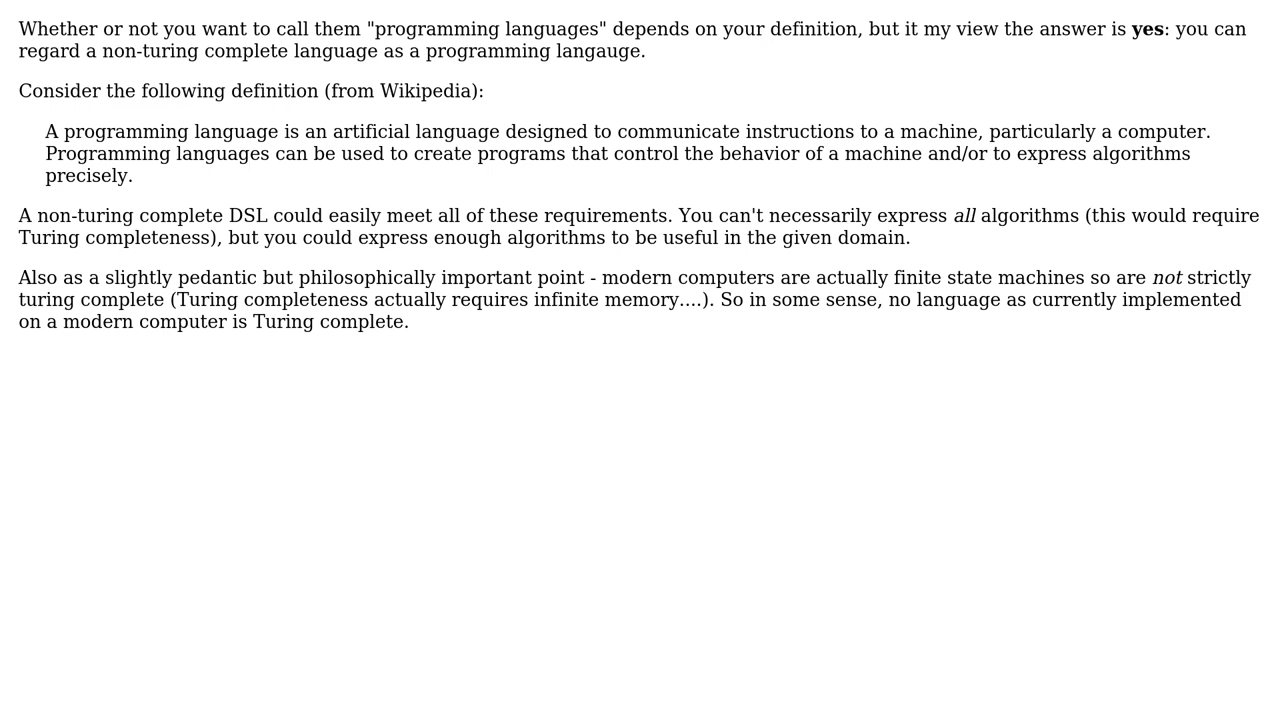 Whether or not you want to call them "programming languages" depends on your definition, but it my view the answer is yes: you can
regard a non-turing complete language as a programming langauge.
Consider the following definition (from Wikipedia):
A programming language is an artificial language designed to communicate instructions to a machine, particularly a computer.
Programming languages can be used to create programs that control the behavior of a machine and/or to express algorithms
precisely.
A non-turing complete DSL could easily meet all of these requirements. You can't necessarily express all algorithms (this would require
Turing completeness), but you could express enough algorithms to be useful in the given domain.
Also as a slightly pedantic but philosophically important point - modern computers are actually finite state machines so are not strictly
turing complete (Turing completeness actually requires infinite memory....). So in some sense, no language as currently implemented
on a modern computer is Turing complete.